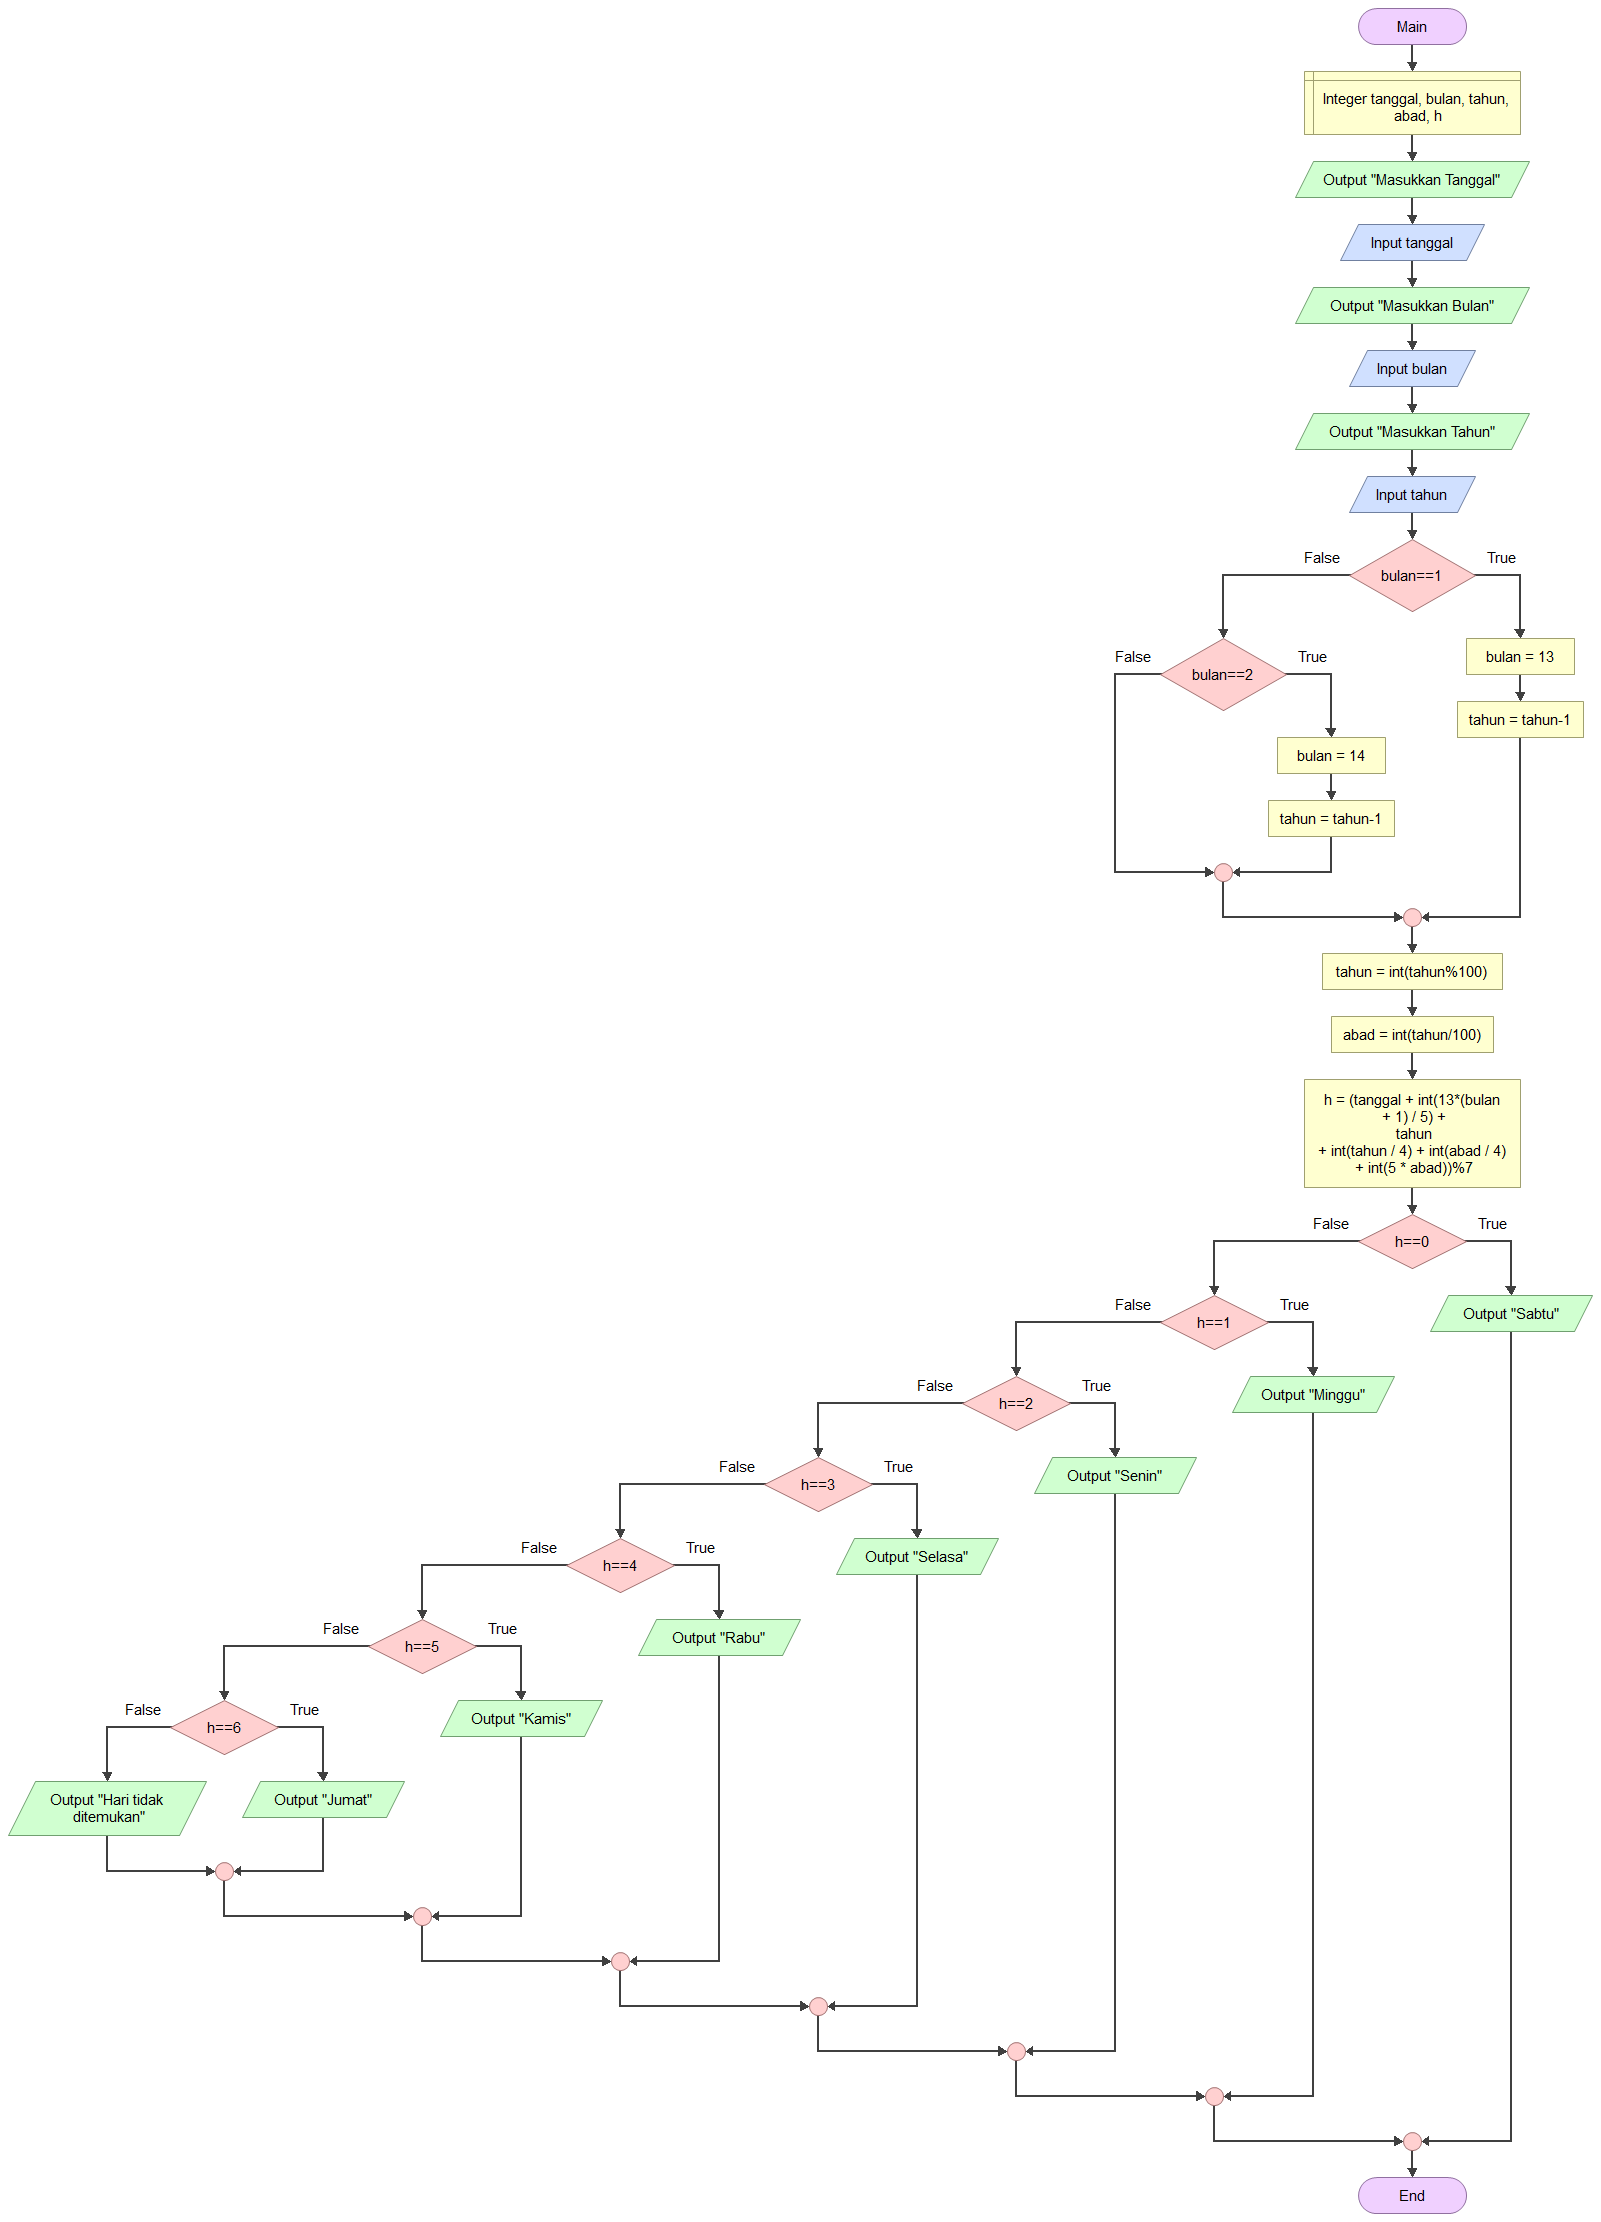 Main
Integer tanggal, bulan, tahun,
abad, h
Output "Masukkan Tanggal"
Input tanggal
Output "Masukkan Bulan"
Input bulan
Output "Masukkan Tahun"
Input tahun
False
True
bulan==1
False
True
bulan==2
bulan = 13
tahun = tahun-1
bulan = 14
tahun = tahun-1
tahun = int(tahun%100)
abad = int(tahun/100)
h = (tanggal + int(13*(bulan
+ 1) / 5) +
tahun
+ int(tahun / 4) + int(abad / 4)
+ int(5 * abad))%7
False
True
h==0
False
True
h==1
Output "Sabtu"
False
True
h==2
Output "Minggu"
False
True
h==3
Output "Senin"
False
True
h==4
Output "Selasa"
False
True
h==5
Output "Rabu"
False
True
h==6
Output "Kamis"
Output "Hari tidak
ditemukan"
Output "Jumat"
End